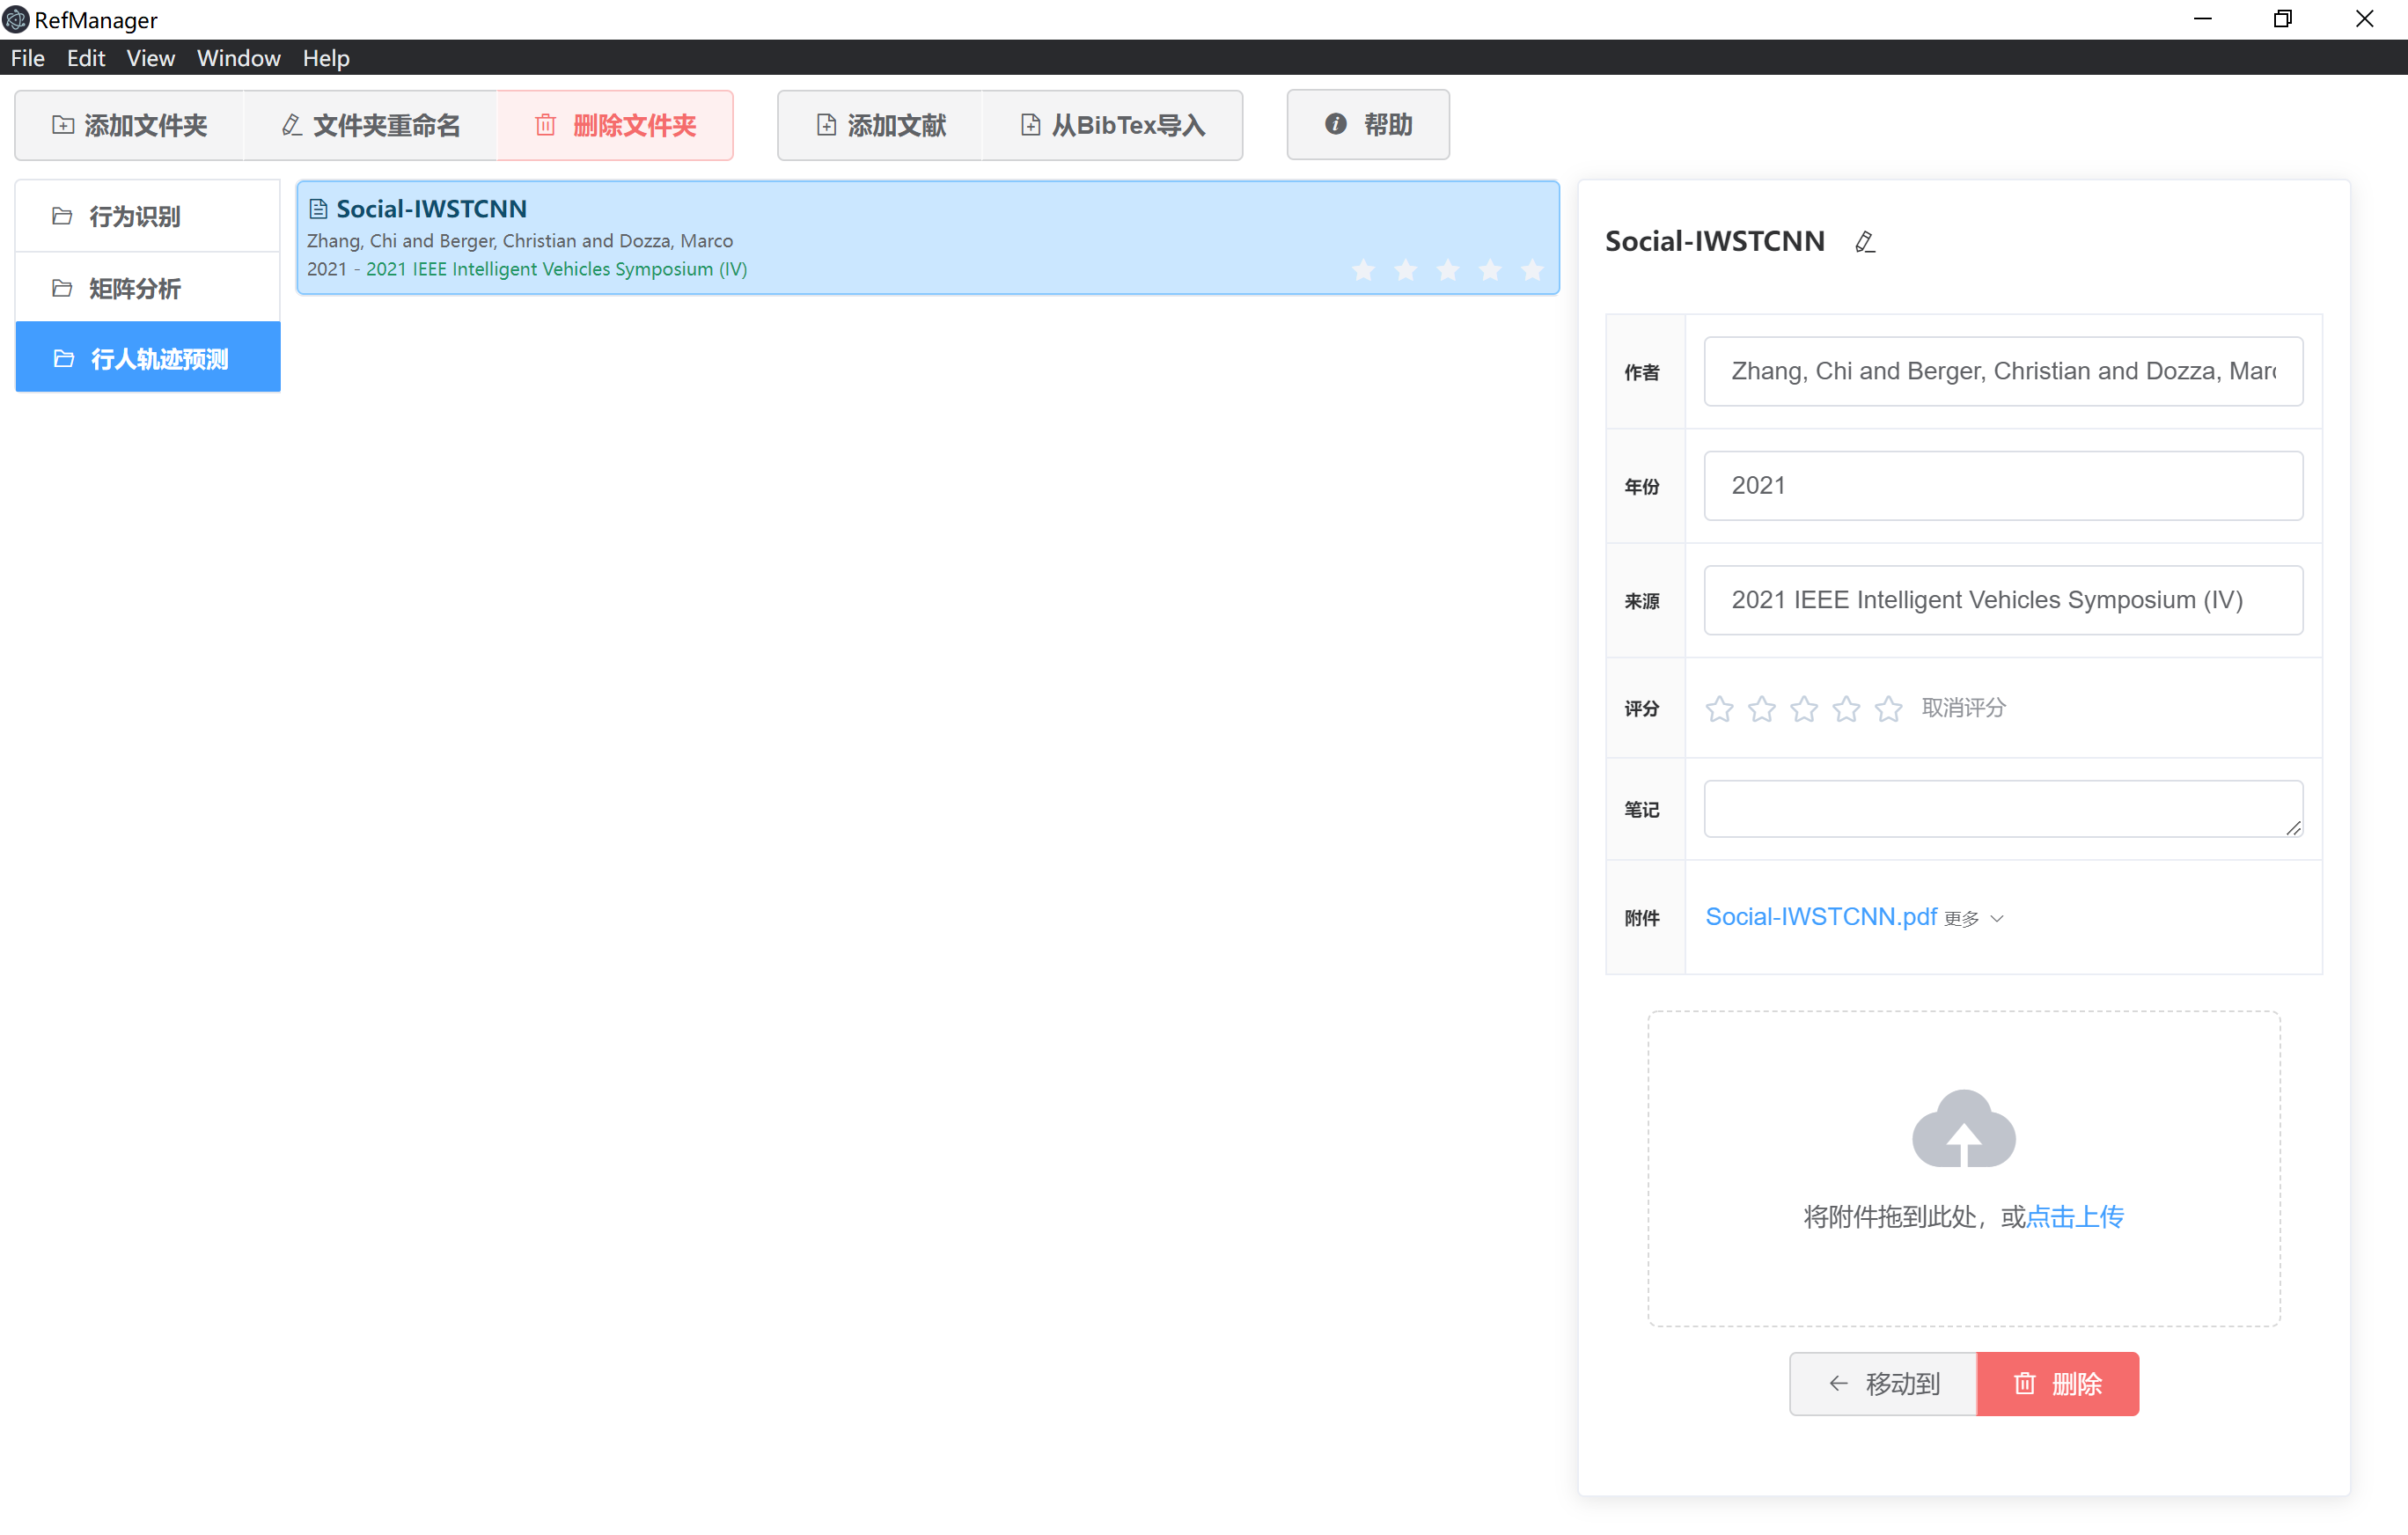 RefManager
File Edit View Window Help
添加文件夹 文件夹重命名 删除文件夹 添加文献 从BibTex导入 帮助
行为识别
矩阵分析
行人轨迹预测
Social-IWSTCNN
Zhang, Chi and Berger, Christian and Dozza, Marco
2021 - 2021 IEEE Intelligent Vehicles Symposium (IV)
Social-IWSTCNN
作者 Zhang, Chi and Berger, Christian and Dozza, Marc
年份 2021
来源 2021 IEEE Intelligent Vehicles Symposium (IV)
评分 取消评分
笔记
附件 Social-IWSTCNN.pdf 更多
将附件拖到此处，或点击上传
移动到 删除